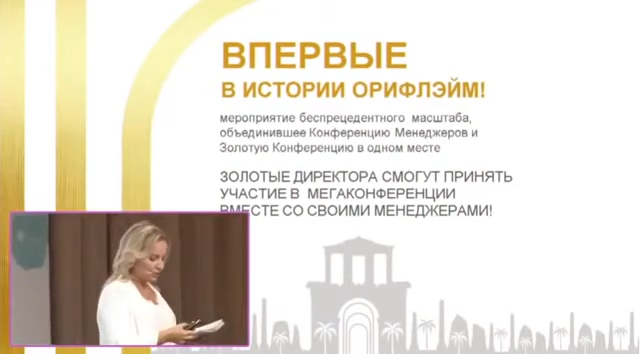 ВПЕРВЫЕ
В ИСТОРИИ ОРИФЛЭЙМ!
мероприятие беспрецедентного масштаба,
объединившее Конференцию Менеджеров и
Золотую Конференцию в одном месте
ЗОЛОТЫЕ ДИРЕКТОРА СМОГУТ ПРИНЯТЬ
УЧАСТИЕ В МЕГАКОНФЕРЕНЦИИ
ВМЕСТЕ СО СВОИМИ МЕНЕДЖЕРАМИ!